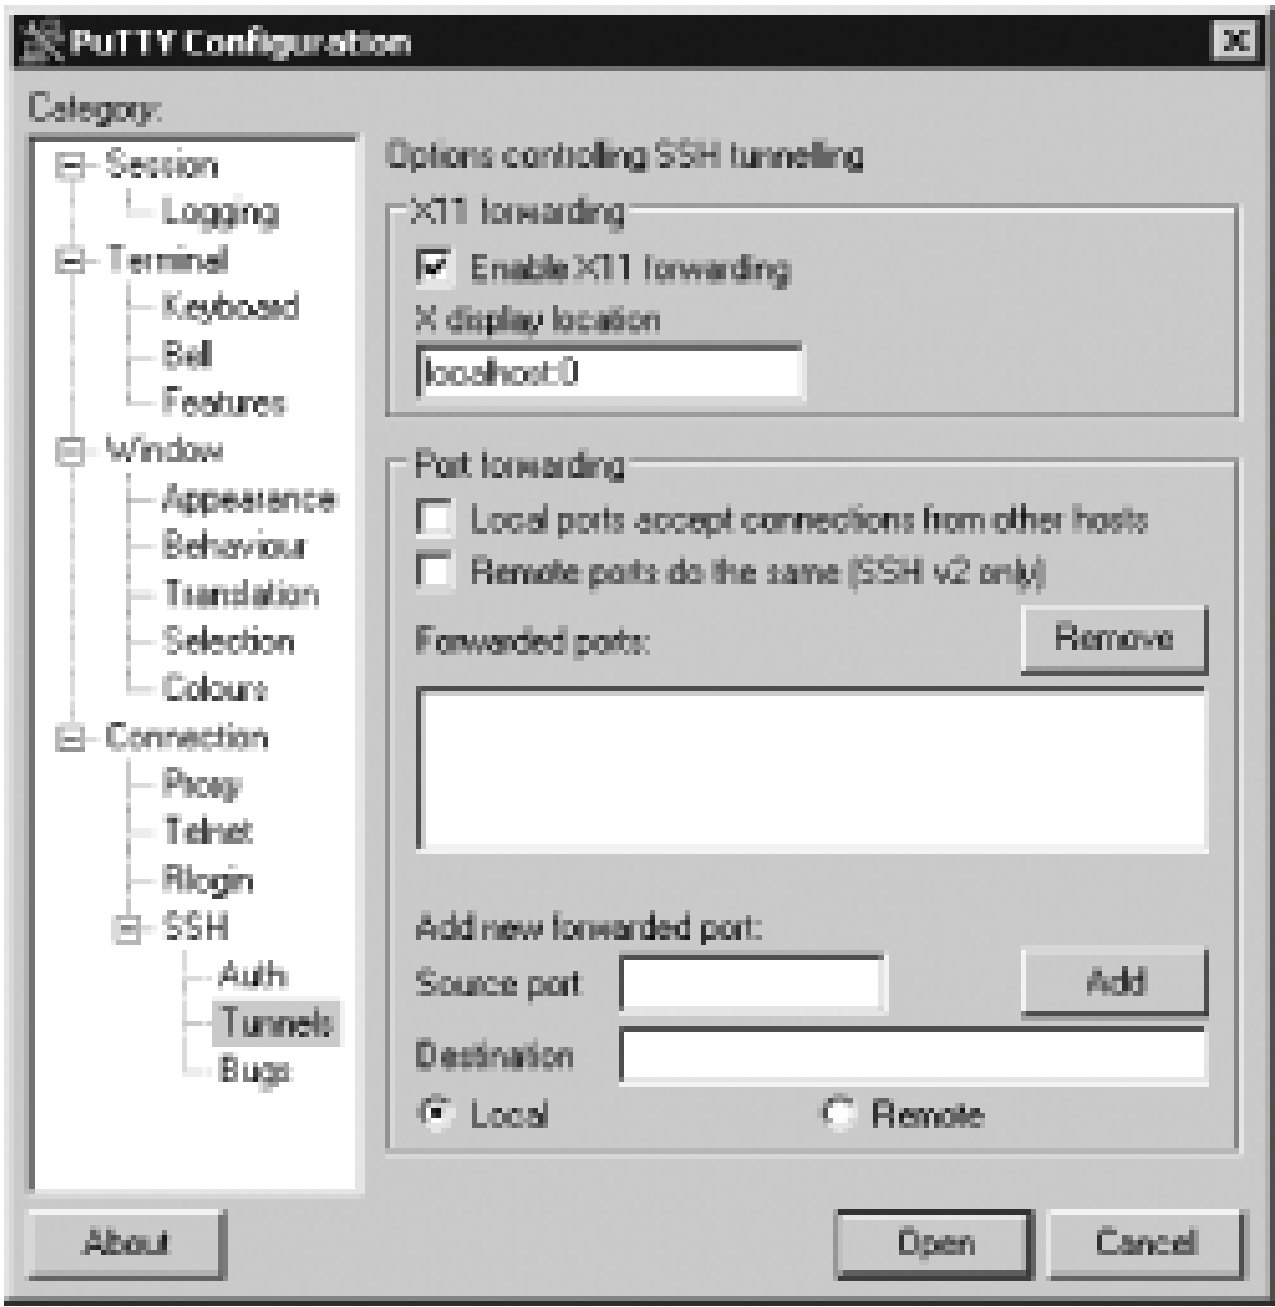 PuTTY Configuration
Category:
Session
Logging
Terminal
Keyboard
Bell
Features
Window
Appearance
Behaviour
Translation
Selection
Colours
Connection
Proxy
Telnet
Rlogin
SSH
Auth
Tunnels
Bugs
Options controlling SSH tunnelling
X11 forwarding
Enable X11 forwarding
X display location
localhost:0
Port forwarding
Local ports accept connections from other hosts
Remote ports do the same (SSH v2 only)
Forwarded ports:
Remove
Add new forwarded port:
Source port
Add
Destination
Local
Remote
About
Open
Cancel